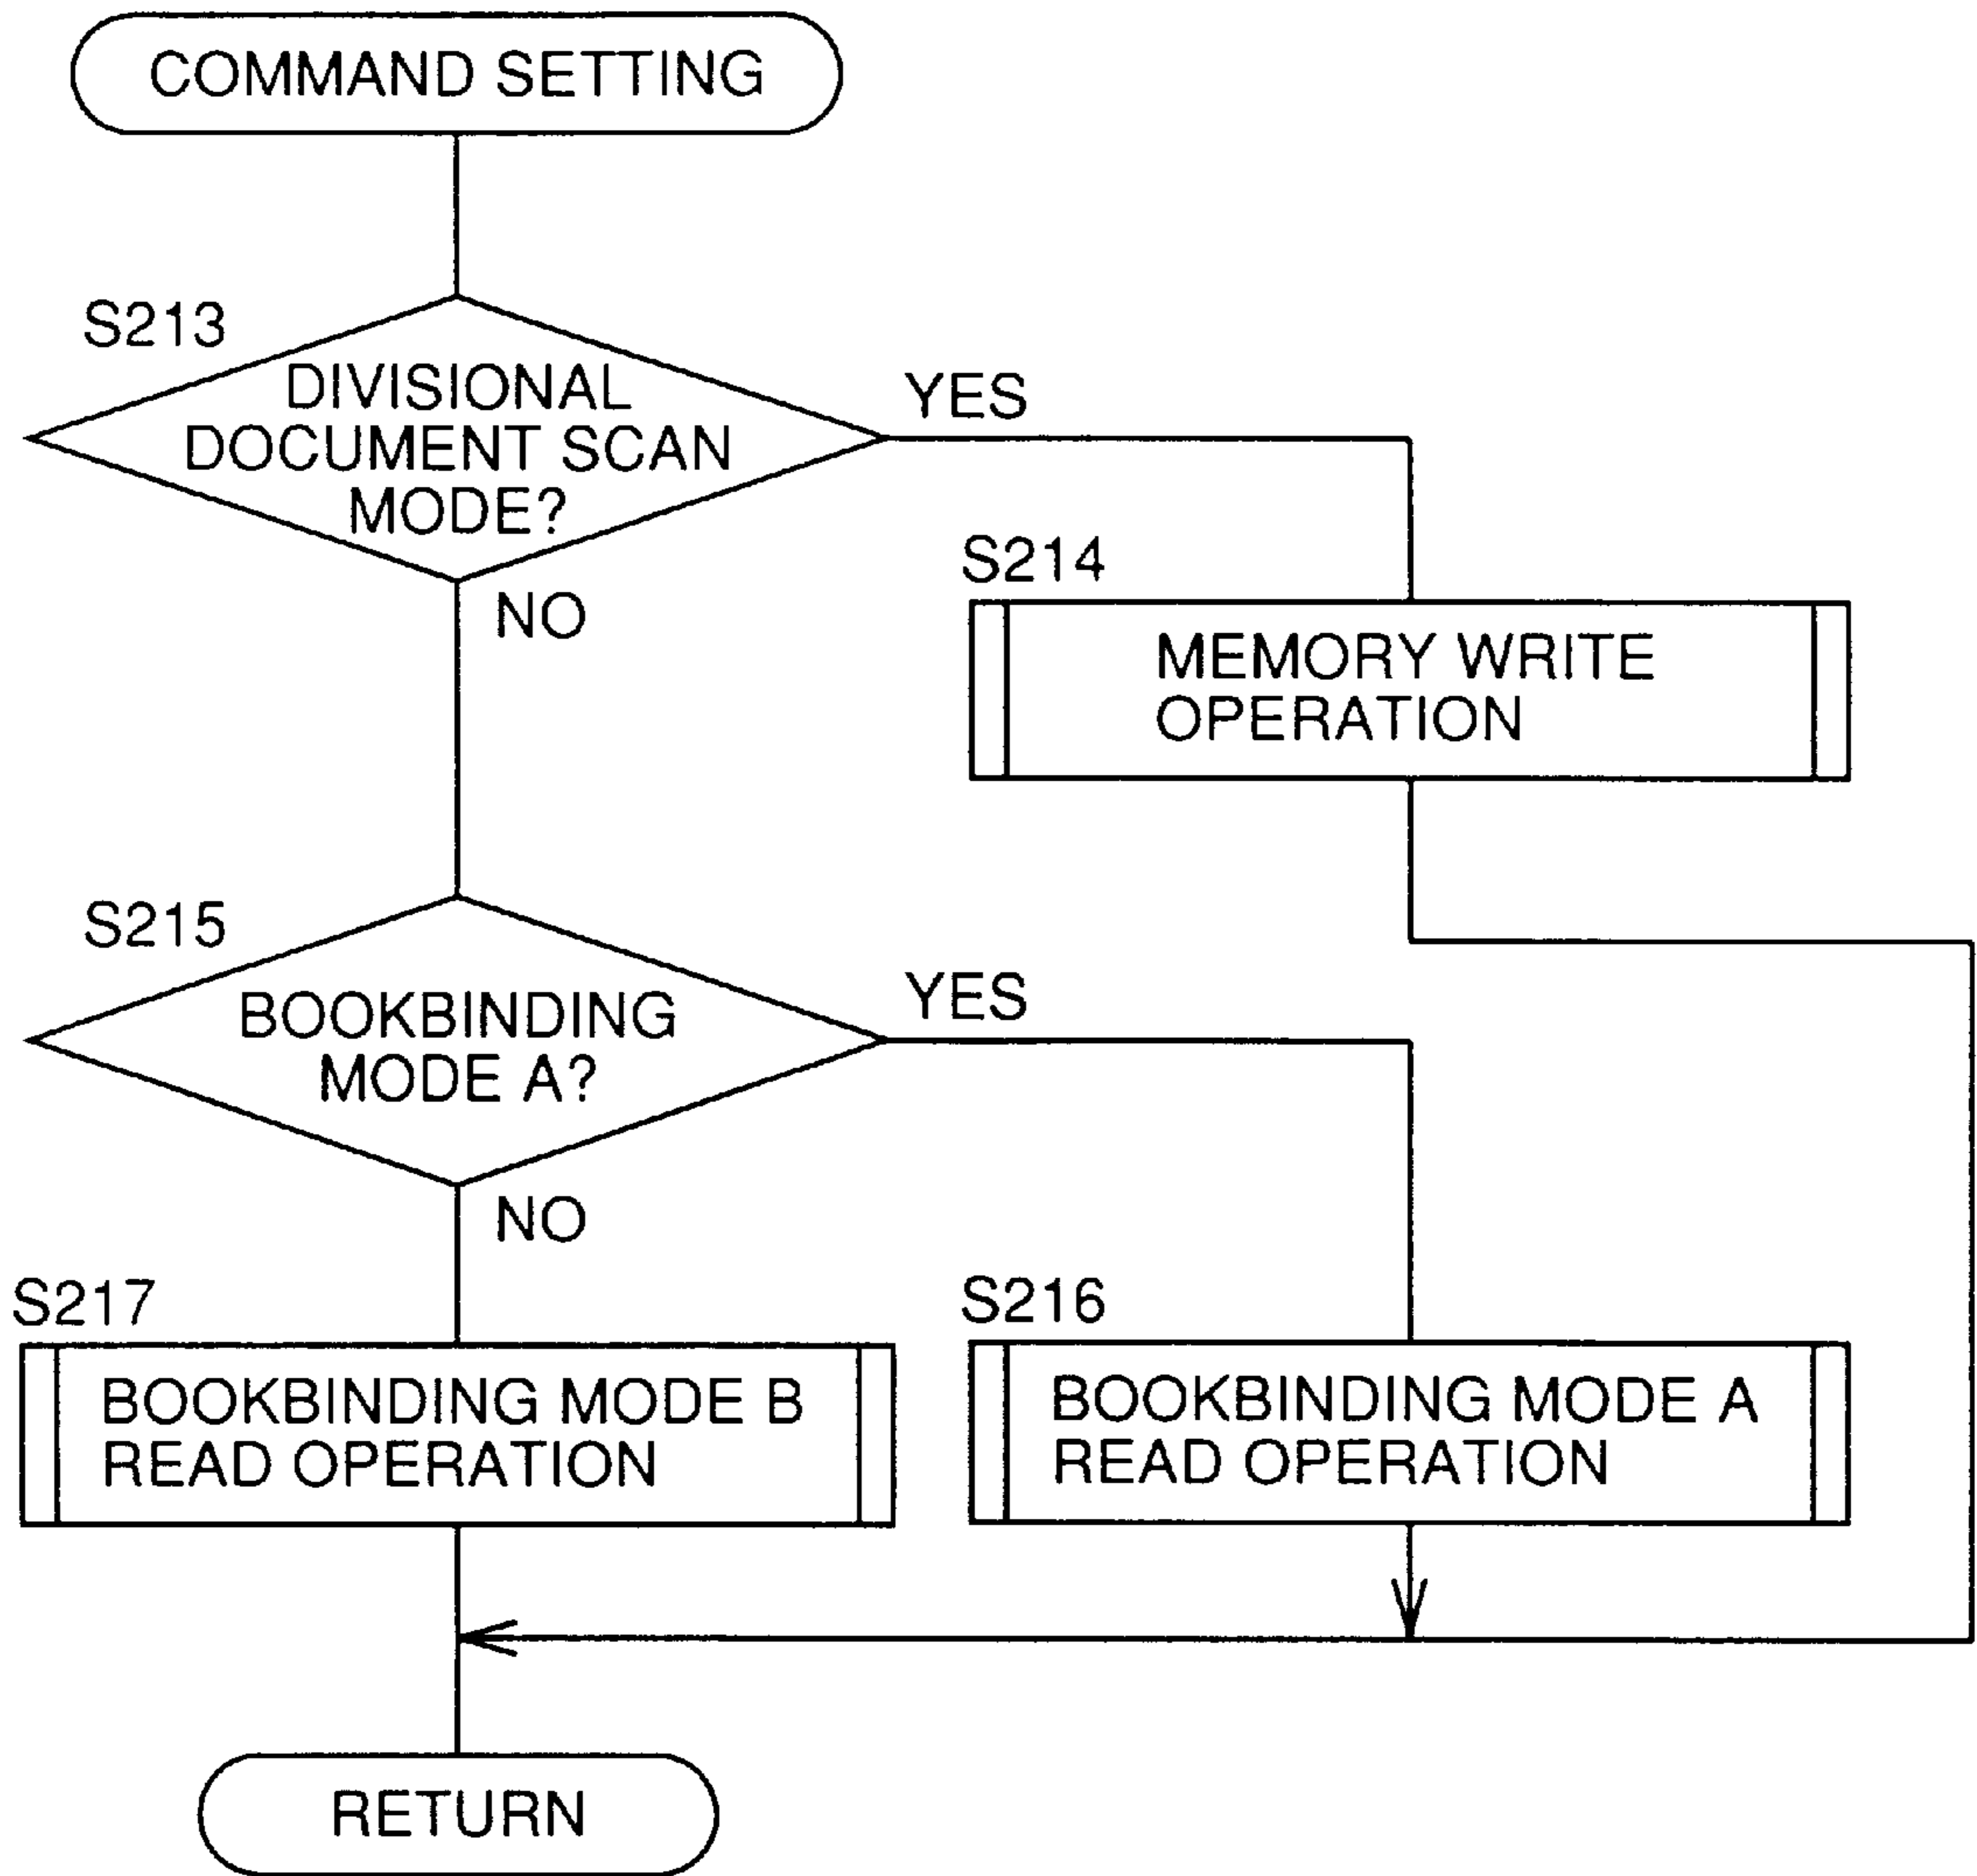 COMMAND SETTING
S213
DIVISIONAL
DOCUMENT SCAN
MODE?
YES
NO
S214
MEMORY WRITE
OPERATION
S215
BOOKBINDING
MODE A?
YES
NO
S217
BOOKBINDING MODE B
READ OPERATION
S216
BOOKBINDING MODE A
READ OPERATION
RETURN